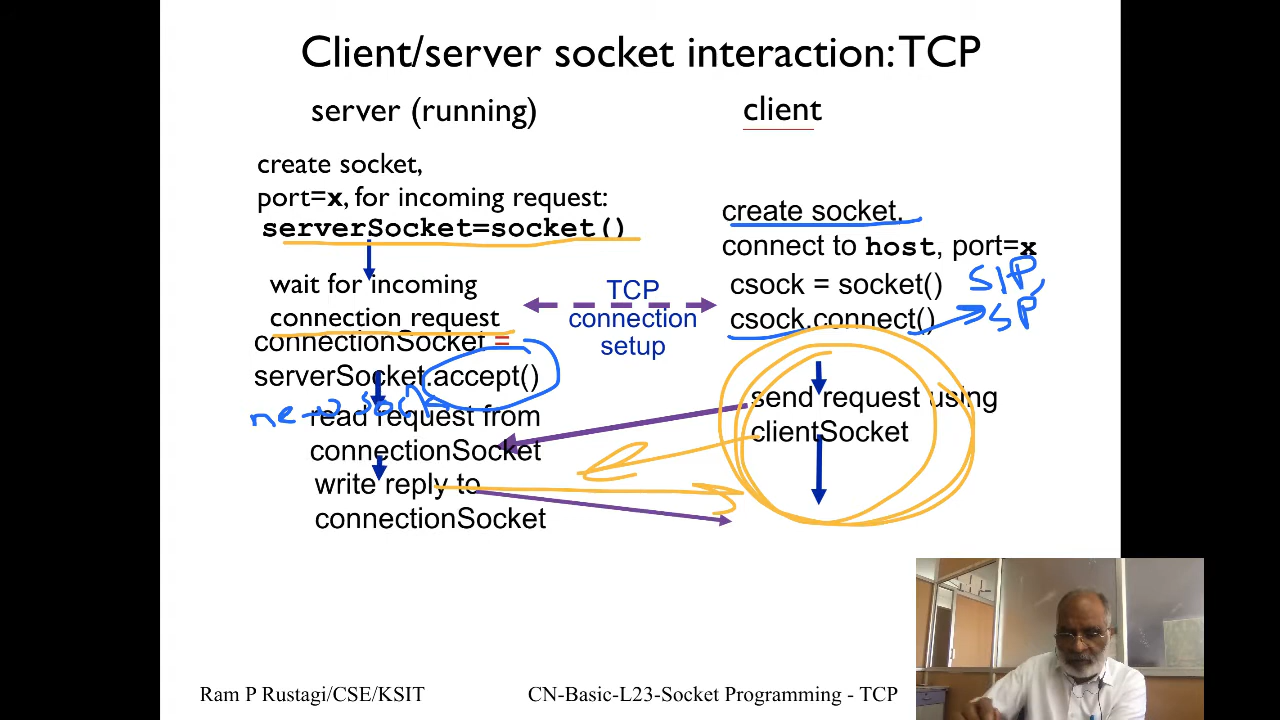 Client/server socket interaction: TCP
server (running)
client
create socket,
port=x, for incoming request:
serverSocket=socket()
wait for incoming
connection request
connectionSocket =
serverSocket.accept()
new sock
read request from
connectionSocket
write reply to
connectionSocket
TCP
connection
setup
create socket,
connect to host, port=x
csock = socket()
csock.connect()
SIP,
SP
send request using
clientSocket
Ram P Rustagi/CSE/KSIT
CN-Basic-L23-Socket Programming - TCP